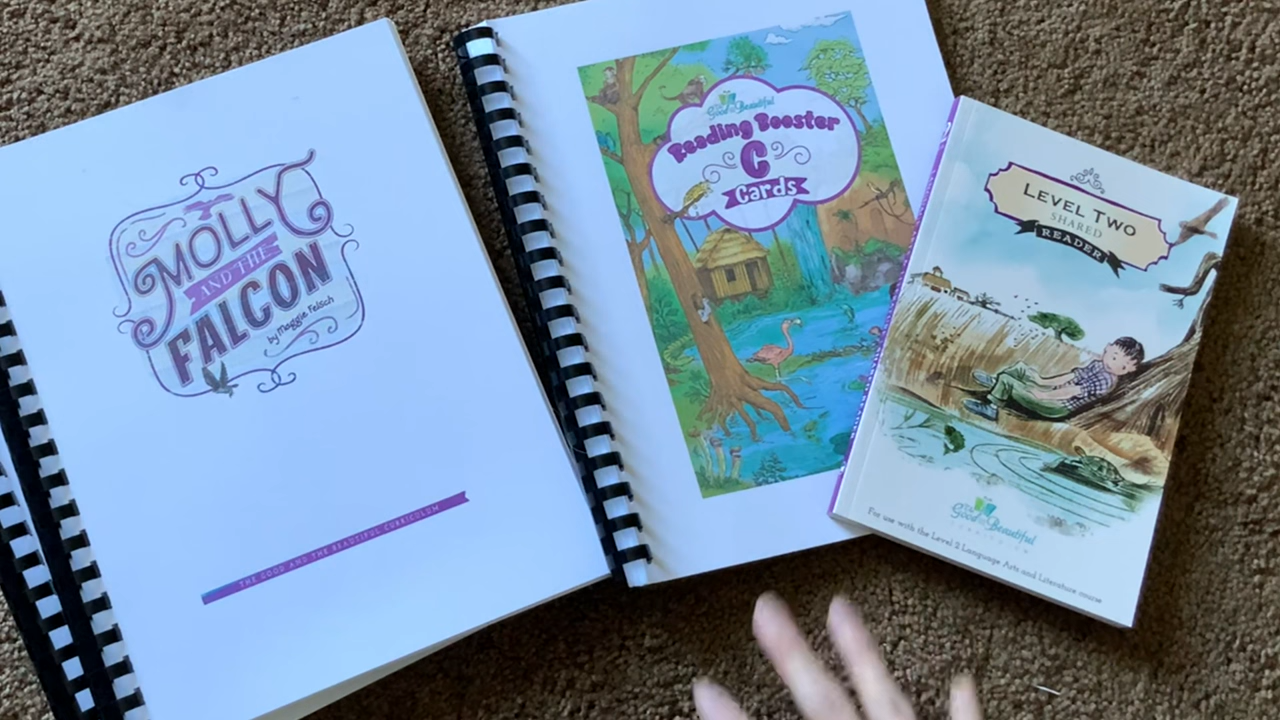 MOLLY
AND THE
FALCON
by Maggie Felsch
THE GOOD AND THE BEAUTIFUL CURRICULUM
The Good and the Beautiful
Reading Booster
C
Cards
LEVEL TWO
SHARED
READER
The Good and the Beautiful
CURRICULUM
For use with the Level 2 Language Arts and Literature course